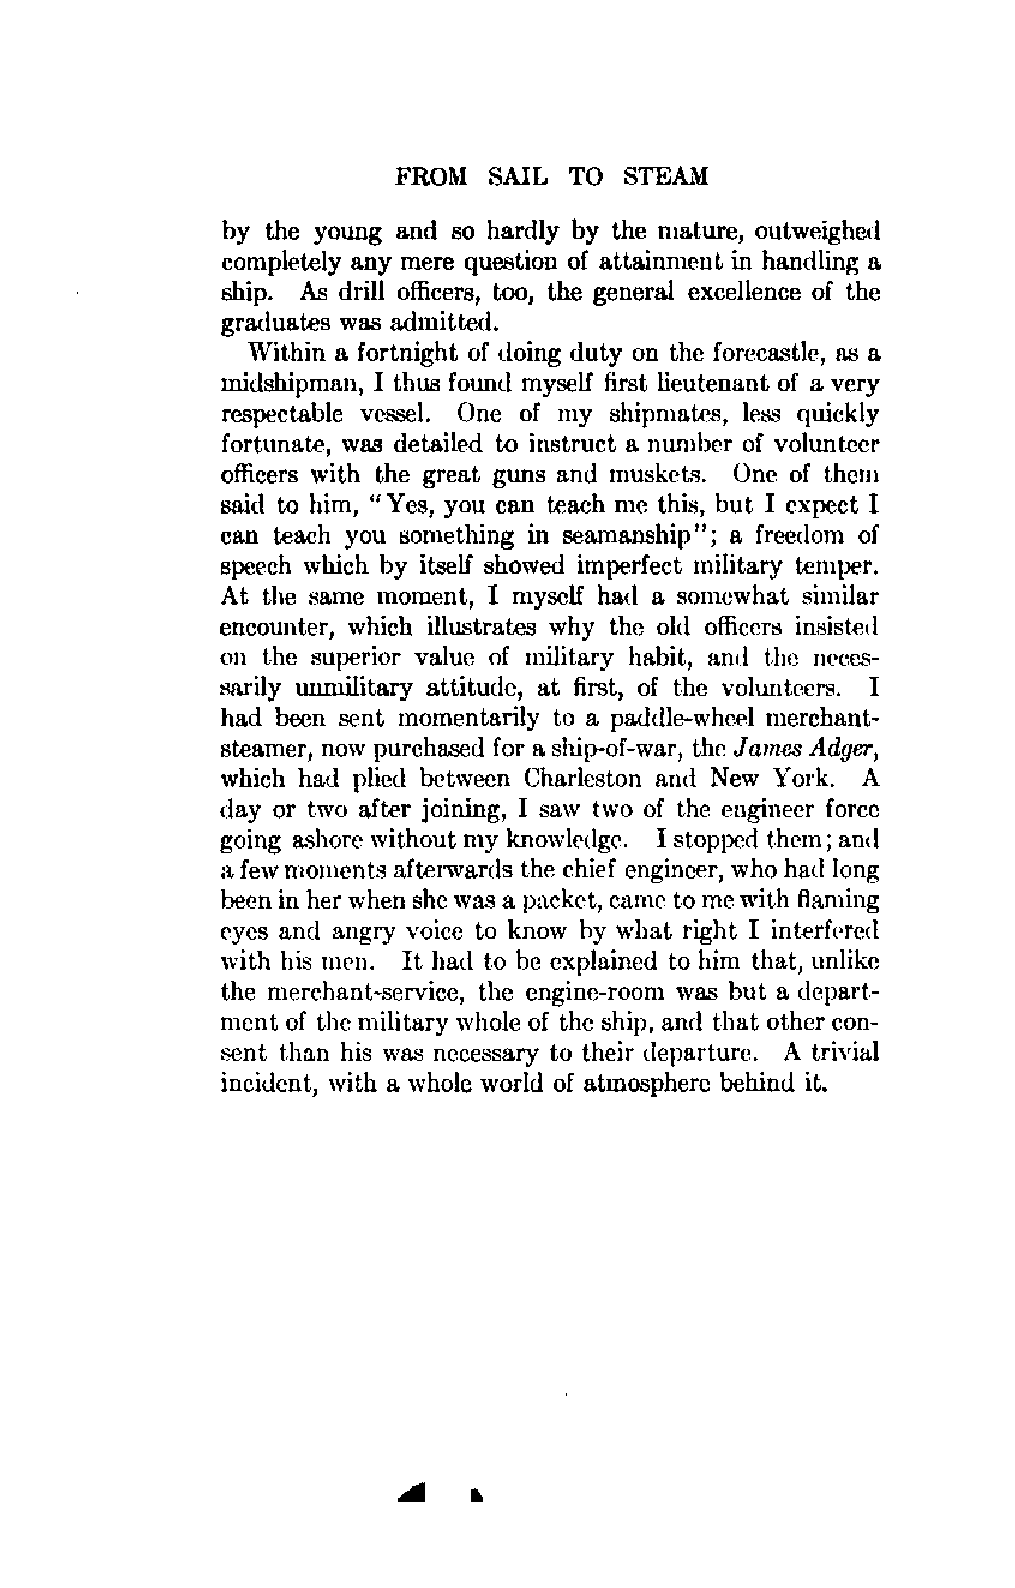 FROM SAIL TO STEAM
by the young and so hardly by the mature, outweighed
completely any mere question of attainment in handling a
ship. As drill officers, too, the general excellence of the
graduates was admitted.
Within a fortnight of doing duty on the forecastle, as a
midshipman, I thus found myself first lieutenant of a very
respectable vessel. One of my shipmates, less quickly
fortunate, was detailed to instruct a number of volunteer
officers with the great guns and muskets. One of them
said to him, "Yes, you can teach me this, but I expect I
can teach you something in seamanship"; a freedom of
speech which by itself showed imperfect military temper.
At the same moment, I myself had a somewhat similar
encounter, which illustrates why the old officers insisted
on the superior value of military habit, and the neces-
sarily unmilitary attitude, at first, of the volunteers. I
had been sent momentarily to a paddle-wheel merchant-
steamer, now purchased for a ship-of-war, the James Adger,
which had plied between Charleston and New York. A
day or two after joining, I saw two of the engineer force
going ashore without my knowledge. I stopped them; and
a few moments afterwards the chief engineer, who had long
been in her when she was a packet, came to me with flaming
eyes and angry voice to know by what right I interfered
with his men. It had to be explained to him that, unlike
the merchant-service, the engine-room was but a depart-
ment of the military whole of the ship, and that other con-
sent than his was necessary to their departure. A trivial
incident, with a whole world of atmosphere behind it.